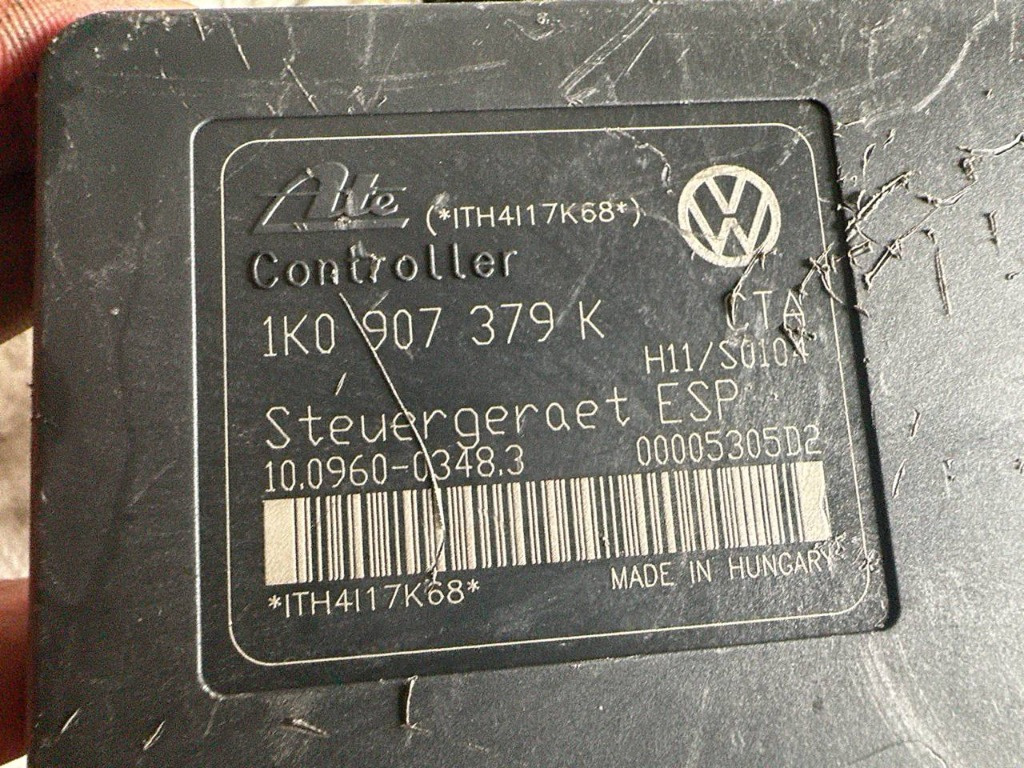 Ate (*ITH4I17K68*)
Controller
1K0 907 379 K CTA
H11/S010A
Steuergeraet ESP
10.0960-0348.3 00005305D2
*ITH4I17K68*
MADE IN HUNGARY